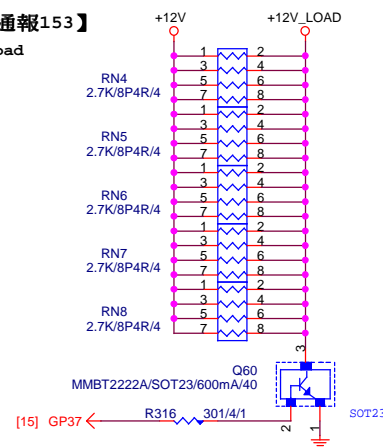 通報153】
oad
+12V +12V_LOAD
1 2
3 4
RN4 5 6
2.7K/8P4R/4 7 8
1 2
3 4
RN5 5 6
2.7K/8P4R/4 7 8
1 2
3 4
RN6 5 6
2.7K/8P4R/4 7 8
1 2
3 4
RN7 5 6
2.7K/8P4R/4 7 8
1 2
3 4
RN8 5 6
2.7K/8P4R/4 7 8
3
Q60
MMBT2222A/SOT23/600mA/40
SOT23
[15] GP37 R316 301/4/1 2 1